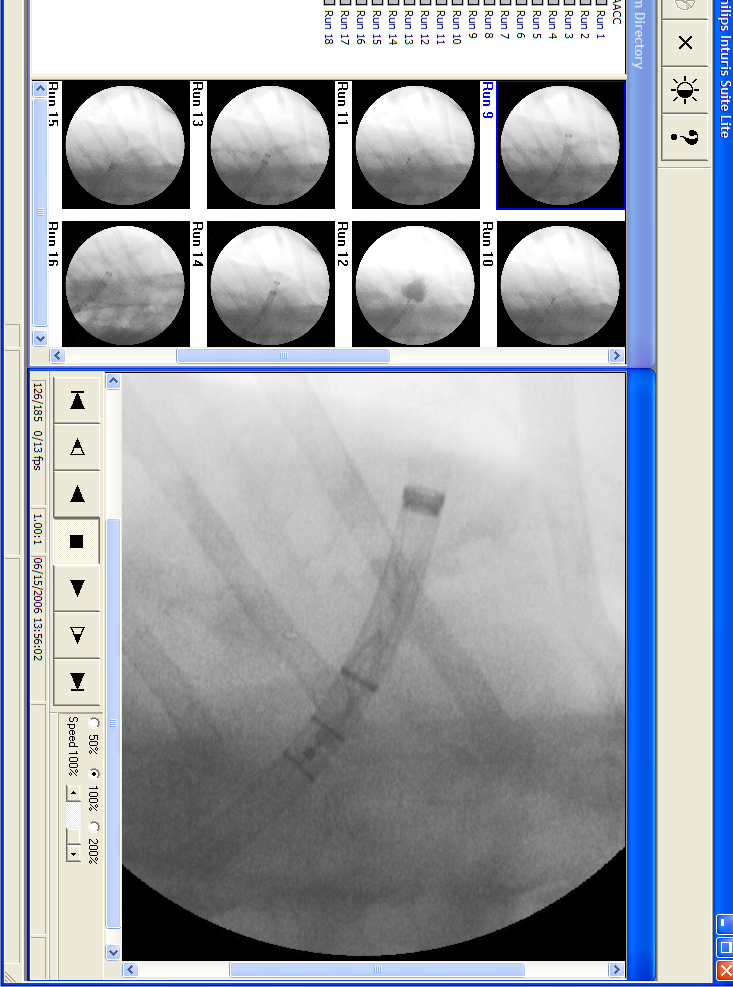 hilips Inturis Suite Lite
?
m Directory
AACC
Run 1
Run 2
Run 3
Run 4
Run 5
Run 6
Run 7
Run 8
Run 9
Run 10
Run 11
Run 12
Run 13
Run 14
Run 15
Run 16
Run 17
Run 18
Run 9
Run 10
Run 11
Run 12
Run 13
Run 14
Run 15
Run 16
50% 100% 200%
Speed 100%
126/185 0/13 fps 1.00:1 06/15/2006 13:56:02